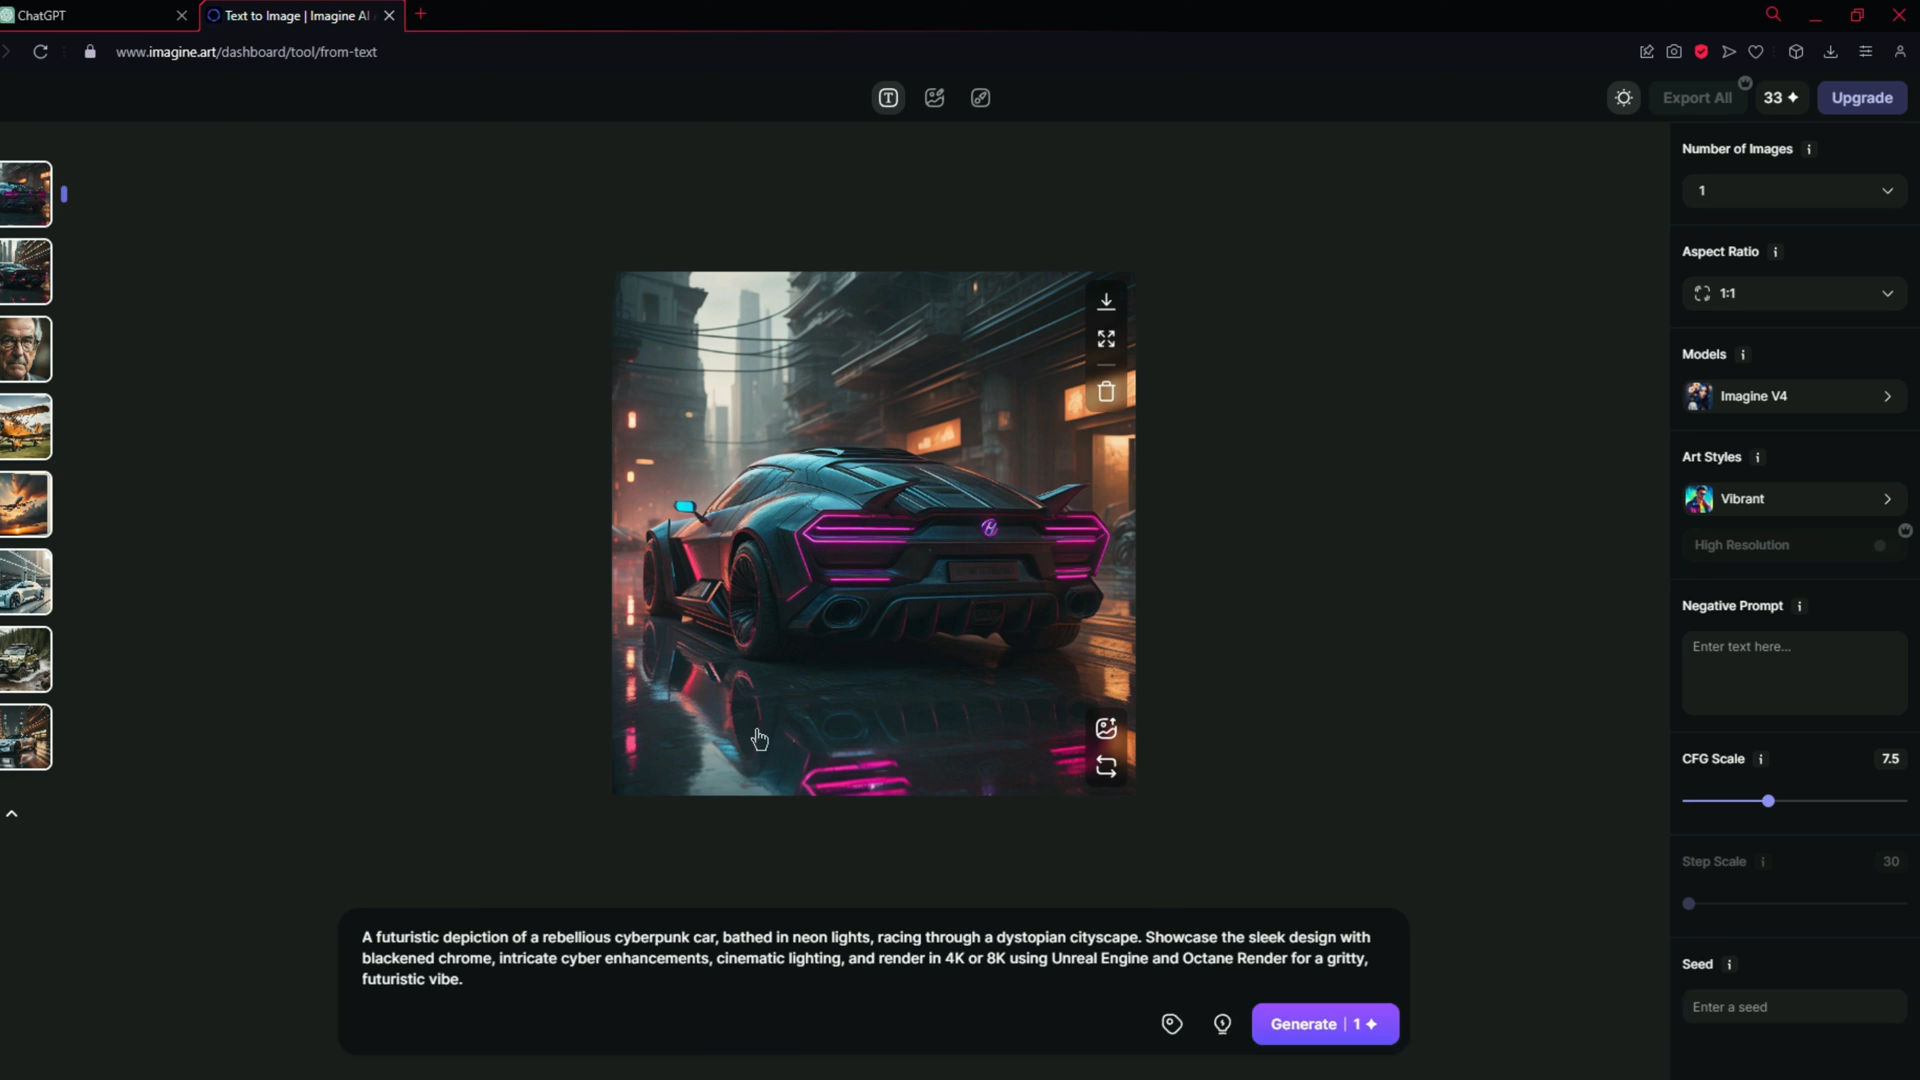 ChatGPT
Text to Image | Imagine AI
www.imagine.art/dashboard/tool/from-text
Export All
33
Upgrade
Number of Images
1
Aspect Ratio
1:1
Models
Imagine V4
Art Styles
Vibrant
High Resolution
Negative Prompt
Enter text here...
CFG Scale
7.5
Step Scale
30
Seed
Enter a seed
A futuristic depiction of a rebellious cyberpunk car, bathed in neon lights, racing through a dystopian cityscape. Showcase the sleek design with
blackened chrome, intricate cyber enhancements, cinematic lighting, and render in 4K or 8K using Unreal Engine and Octane Render for a gritty,
futuristic vibe.
Generate | 1